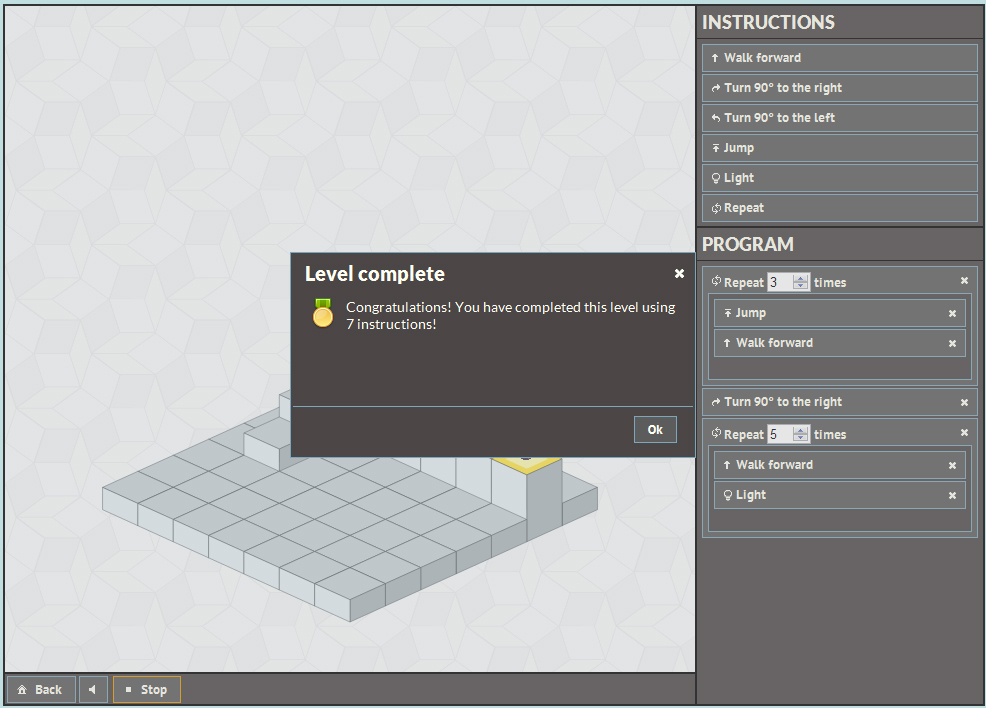 INSTRUCTIONS
Walk forward
Turn 90° to the right
Turn 90° to the left
Jump
Light
Repeat
PROGRAM
Repeat 3 times
Jump
Walk forward
Turn 90° to the right
Repeat 5 times
Walk forward
Light
Level complete
Congratulations! You have completed this level using
7 instructions!
Ok
Back
Stop